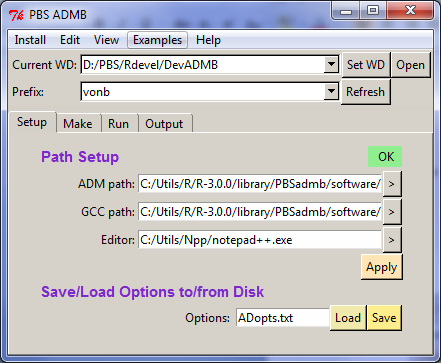 PBS ADMB
Install Edit View Examples Help
Current WD: D:/PBS/Rdevel/DevADMB Set WD Open
Prefix: vonb Refresh
Setup Make Run Output
Path Setup OK
ADM path: C:/Utils/R/R-3.0.0/library/PBSadmb/software/ >
GCC path: C:/Utils/R/R-3.0.0/library/PBSadmb/software/ >
Editor: C:/Utils/Npp/notepad++.exe >
Apply
Save/Load Options to/from Disk
Options: ADopts.txt Load Save